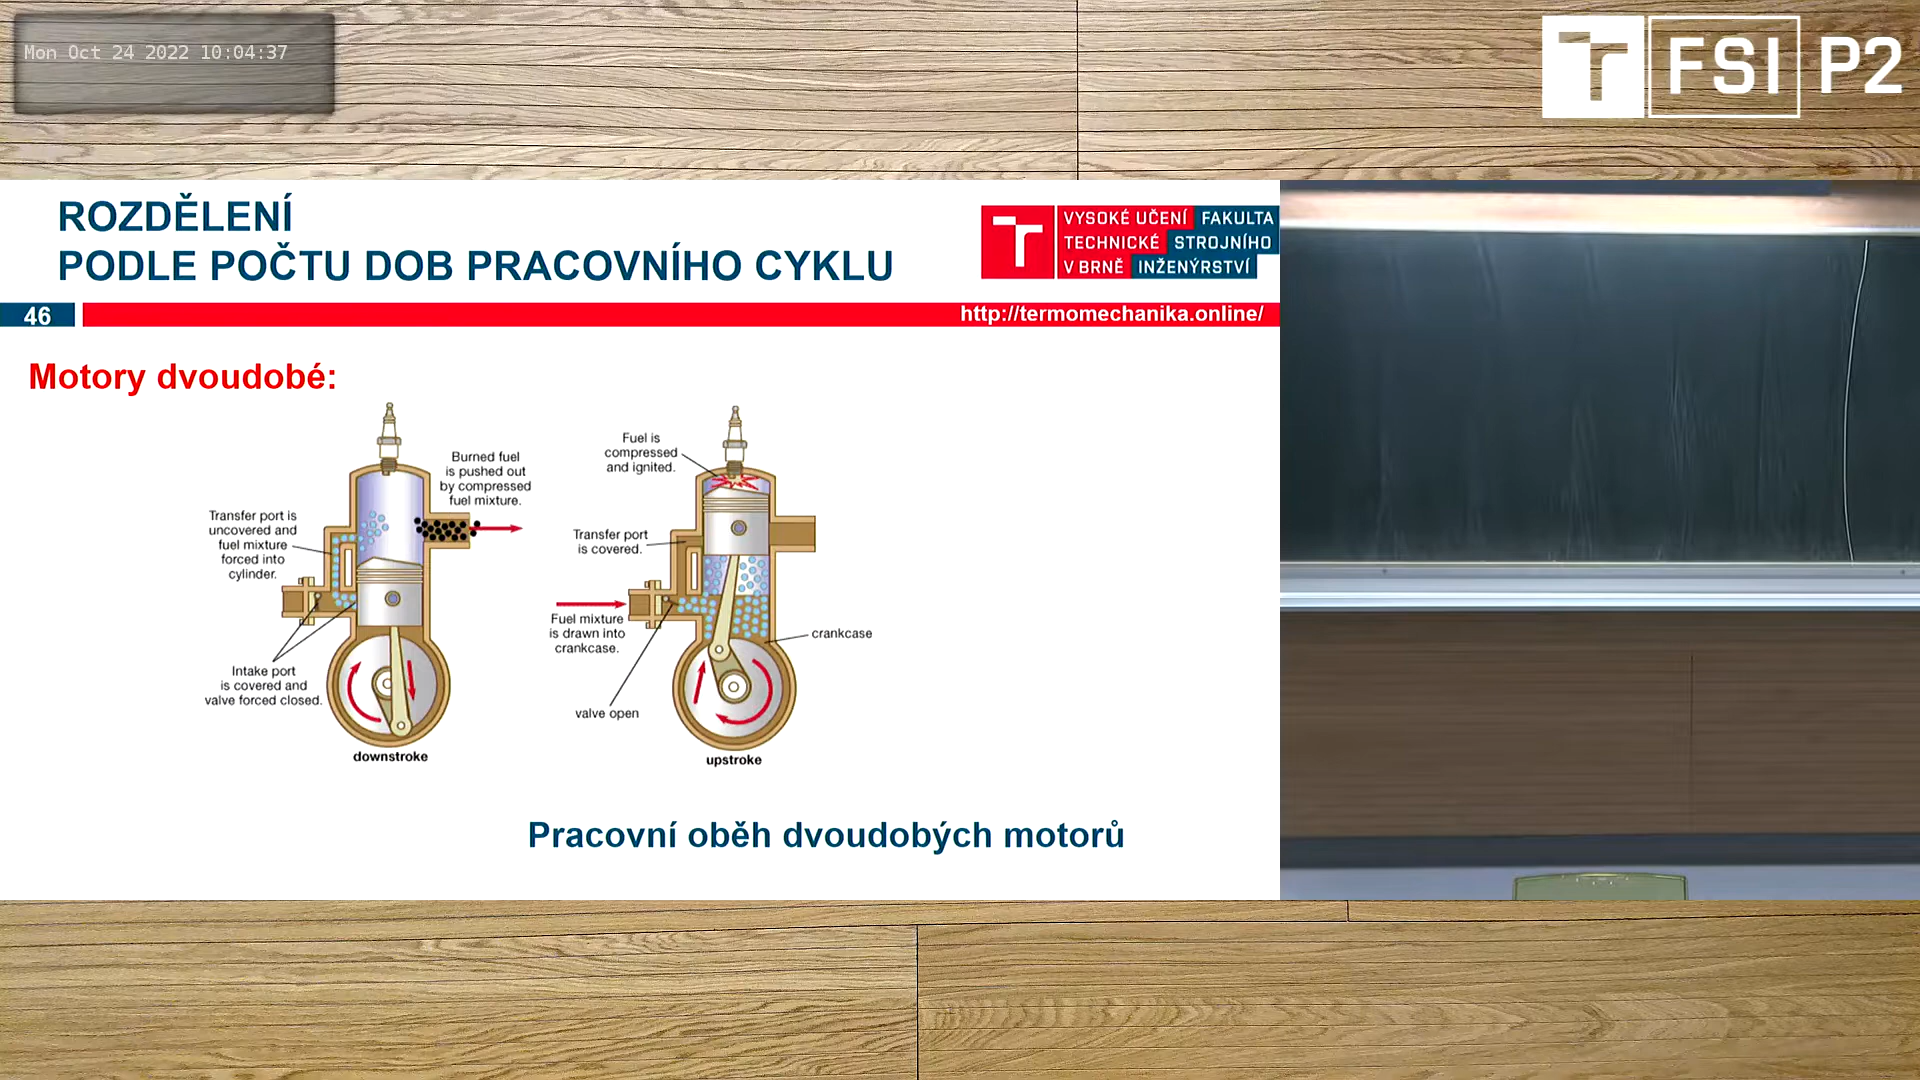 Mon Oct 24 2022 10:04:37
T FSI P2
ROZDĚLENÍ
PODLE POČTU DOB PRACOVNÍHO CYKLU
VYSOKÉ UČENÍ FAKULTA
TECHNICKÉ STROJNÍHO
V BRNĚ INŽENÝRSTVÍ
46
http://termomechanika.online/
Motory dvoudobé:
Burned fuel
is pushed out
by compressed
fuel mixture.
Transfer port is
uncovered and
fuel mixture
forced into
cylinder.
Intake port
is covered and
valve forced closed.
downstroke
Fuel is
compressed
and ignited.
Transfer port
is covered.
Fuel mixture
is drawn into
crankcase.
crankcase
valve open
upstroke
Pracovní oběh dvoudobých motorů